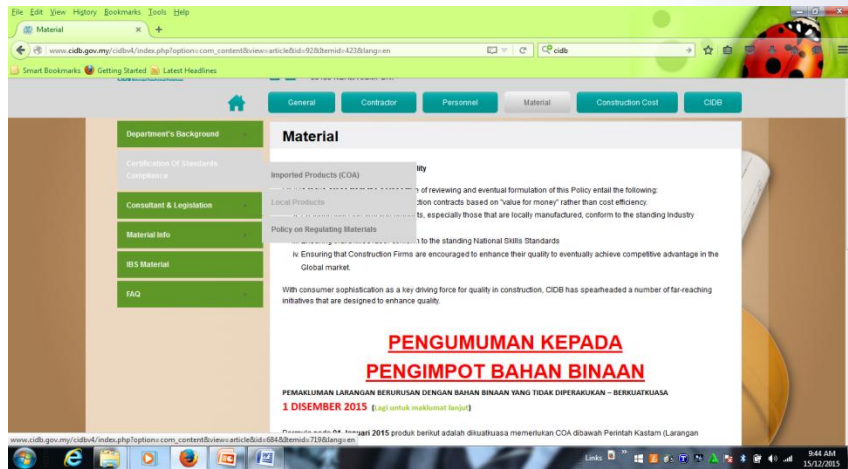 File Edit View History Bookmarks Tools Help
Material
www.cidb.gov.my/cidbv4/index.php?option=com_content&view=article&id=92&Itemid=423&lang=en
cidb
Smart Bookmarks Getting Started Latest Headlines
General Contractor Personnel Material Construction Cost CIDB
Department's Background
Certification Of Standards
Compliance
Consultant & Legislation
Material Info
IBS Material
FAQ
Imported Products (COA)
Local Products
Policy on Regulating Materials
Material
lity
of reviewing and eventual formulation of this Policy entail the following:
tion contracts based on "value for money" rather than cost efficiency.
ts, especially those that are locally manufactured, conform to the standing Industry
to the standing National Skills Standards
iv. Ensuring that Construction Firms are encouraged to enhance their quality to eventually achieve competitive advantage in the
Global market.
With consumer sophistication as a key driving force for quality in construction, CIDB has spearheaded a number of far-reaching
initiatives that are designed to enhance quality.
PENGUMUMAN KEPADA
PENGIMPOT BAHAN BINAAN
PEMAKLUMAN LARANGAN BERURUSAN DENGAN BAHAN BINAAN YANG TIDAK DIPERAKUKAN – BERKUATKUASA
1 DISEMBER 2015 (Lagi untuk maklumat lanjut)
01 Januari 2015 produk berikut adalah dikuatkuasa memerlukan COA dibawah Perintah Kastam (Larangan
www.cidb.gov.my/cidbv4/index.php?option=com_content&view=article&id=684&Itemid=719&lang=en
Links
9:44 AM
15/12/2015